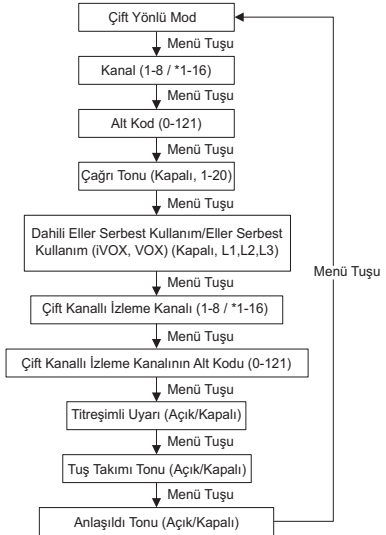 Çift Yönlü Mod
Menü Tuşu
Kanal (1-8 / *1-16)
Menü Tuşu
Alt Kod (0-121)
Menü Tuşu
Çağrı Tonu (Kapalı, 1-20)
Menü Tuşu
Dahili Eller Serbest Kullanım/Eller Serbest
Kullanım (iVOX, VOX) (Kapalı, L1,L2,L3)
Menü Tuşu
Menü Tuşu
Çift Kanallı İzleme Kanalı (1-8 / *1-16)
Menü Tuşu
Çift Kanallı İzleme Kanalının Alt Kodu (0-121)
Menü Tuşu
Titreşimli Uyarı (Açık/Kapalı)
Menü Tuşu
Tuş Takımı Tonu (Açık/Kapalı)
Menü Tuşu
Anlaşıldı Tonu (Açık/Kapalı)